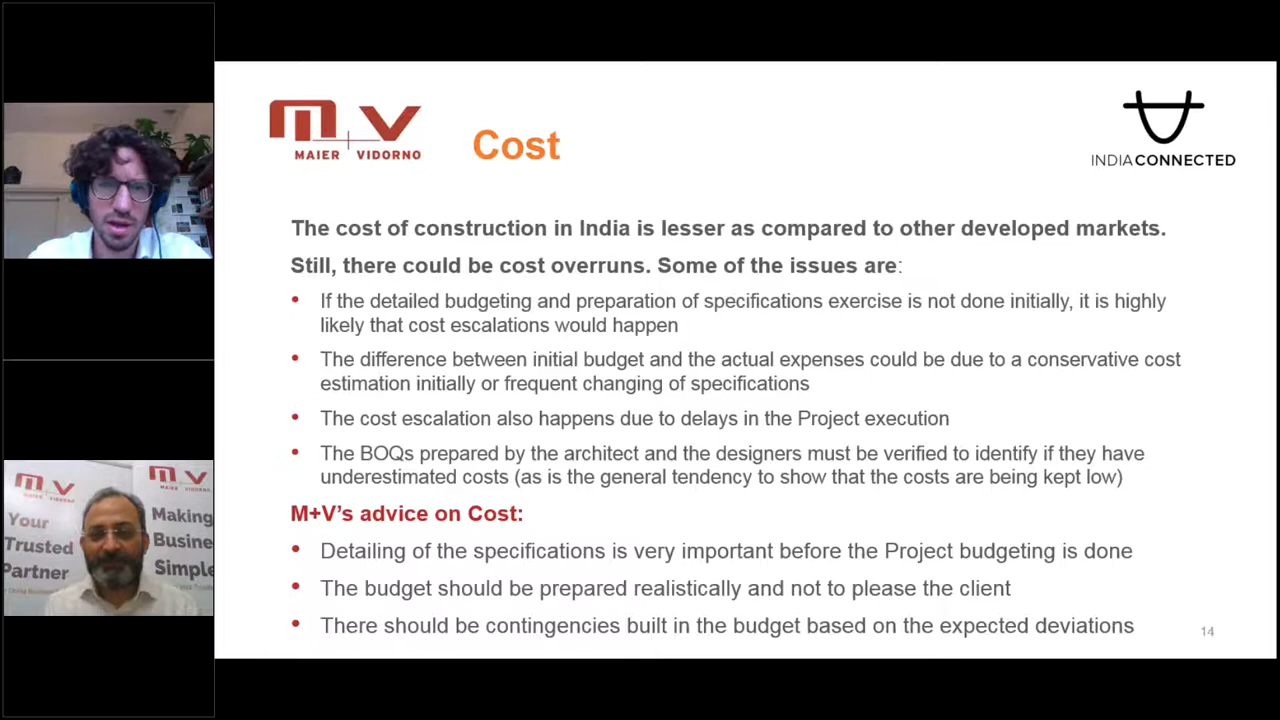 M+V
MAIER VIDORNO
Cost
INDIA CONNECTED
The cost of construction in India is lesser as compared to other developed markets.
Still, there could be cost overruns. Some of the issues are:
• If the detailed budgeting and preparation of specifications exercise is not done initially, it is highly
likely that cost escalations would happen
• The difference between initial budget and the actual expenses could be due to a conservative cost
estimation initially or frequent changing of specifications
• The cost escalation also happens due to delays in the Project execution
• The BOQs prepared by the architect and the designers must be verified to identify if they have
underestimated costs (as is the general tendency to show that the costs are being kept low)
M+V's advice on Cost:
• Detailing of the specifications is very important before the Project budgeting is done
• The budget should be prepared realistically and not to please the client
• There should be contingencies built in the budget based on the expected deviations
14
M+V
MAIER VIDORNO
Your
Trusted
Partner
M+V
MAIER VIDORNO
Making
Busine
Simple